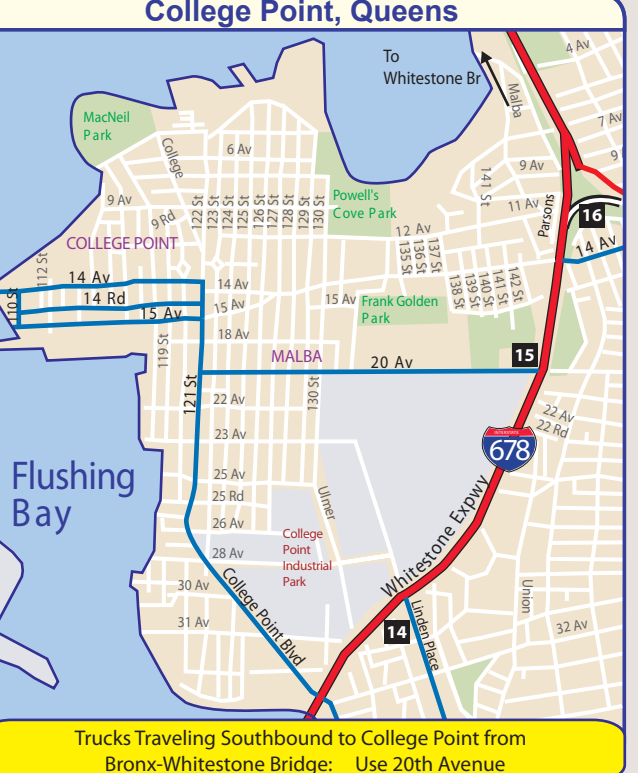 College Point, Queens
To
Whitestone Br
4 Av
Malba
7 Av
MacNeil
Park
College
6 Av
9 Av
9
141 St
Parsons
11 Av
16
9 Av
9 Rd
122 St
123 St
124 St
125 St
126 St
127 St
128 St
129 St
130 St
Powell's
Cove Park
12 Av
135 St
136 St
137 St
14 Av
COLLEGE POINT
112 St
138 St
139 St
140 St
141 St
142 St
14 Av
14 Av
110 St
14 Rd
15 Av
15 Av
15 Av
Frank Golden
Park
18 Av
119 St
MALBA
20 Av
15
121 St
130 St
22 Av
22 Av
22 Rd
23 Av
INTERSTATE
678
Flushing
Bay
25 Av
25 Rd
Ulmer
26 Av
College
Point
Industrial
Park
28 Av
Whitestone Expwy
30 Av
College Point Blvd
Union
31 Av
14
Linden Place
32 Av
Trucks Traveling Southbound to College Point from
Bronx-Whitestone Bridge: Use 20th Avenue